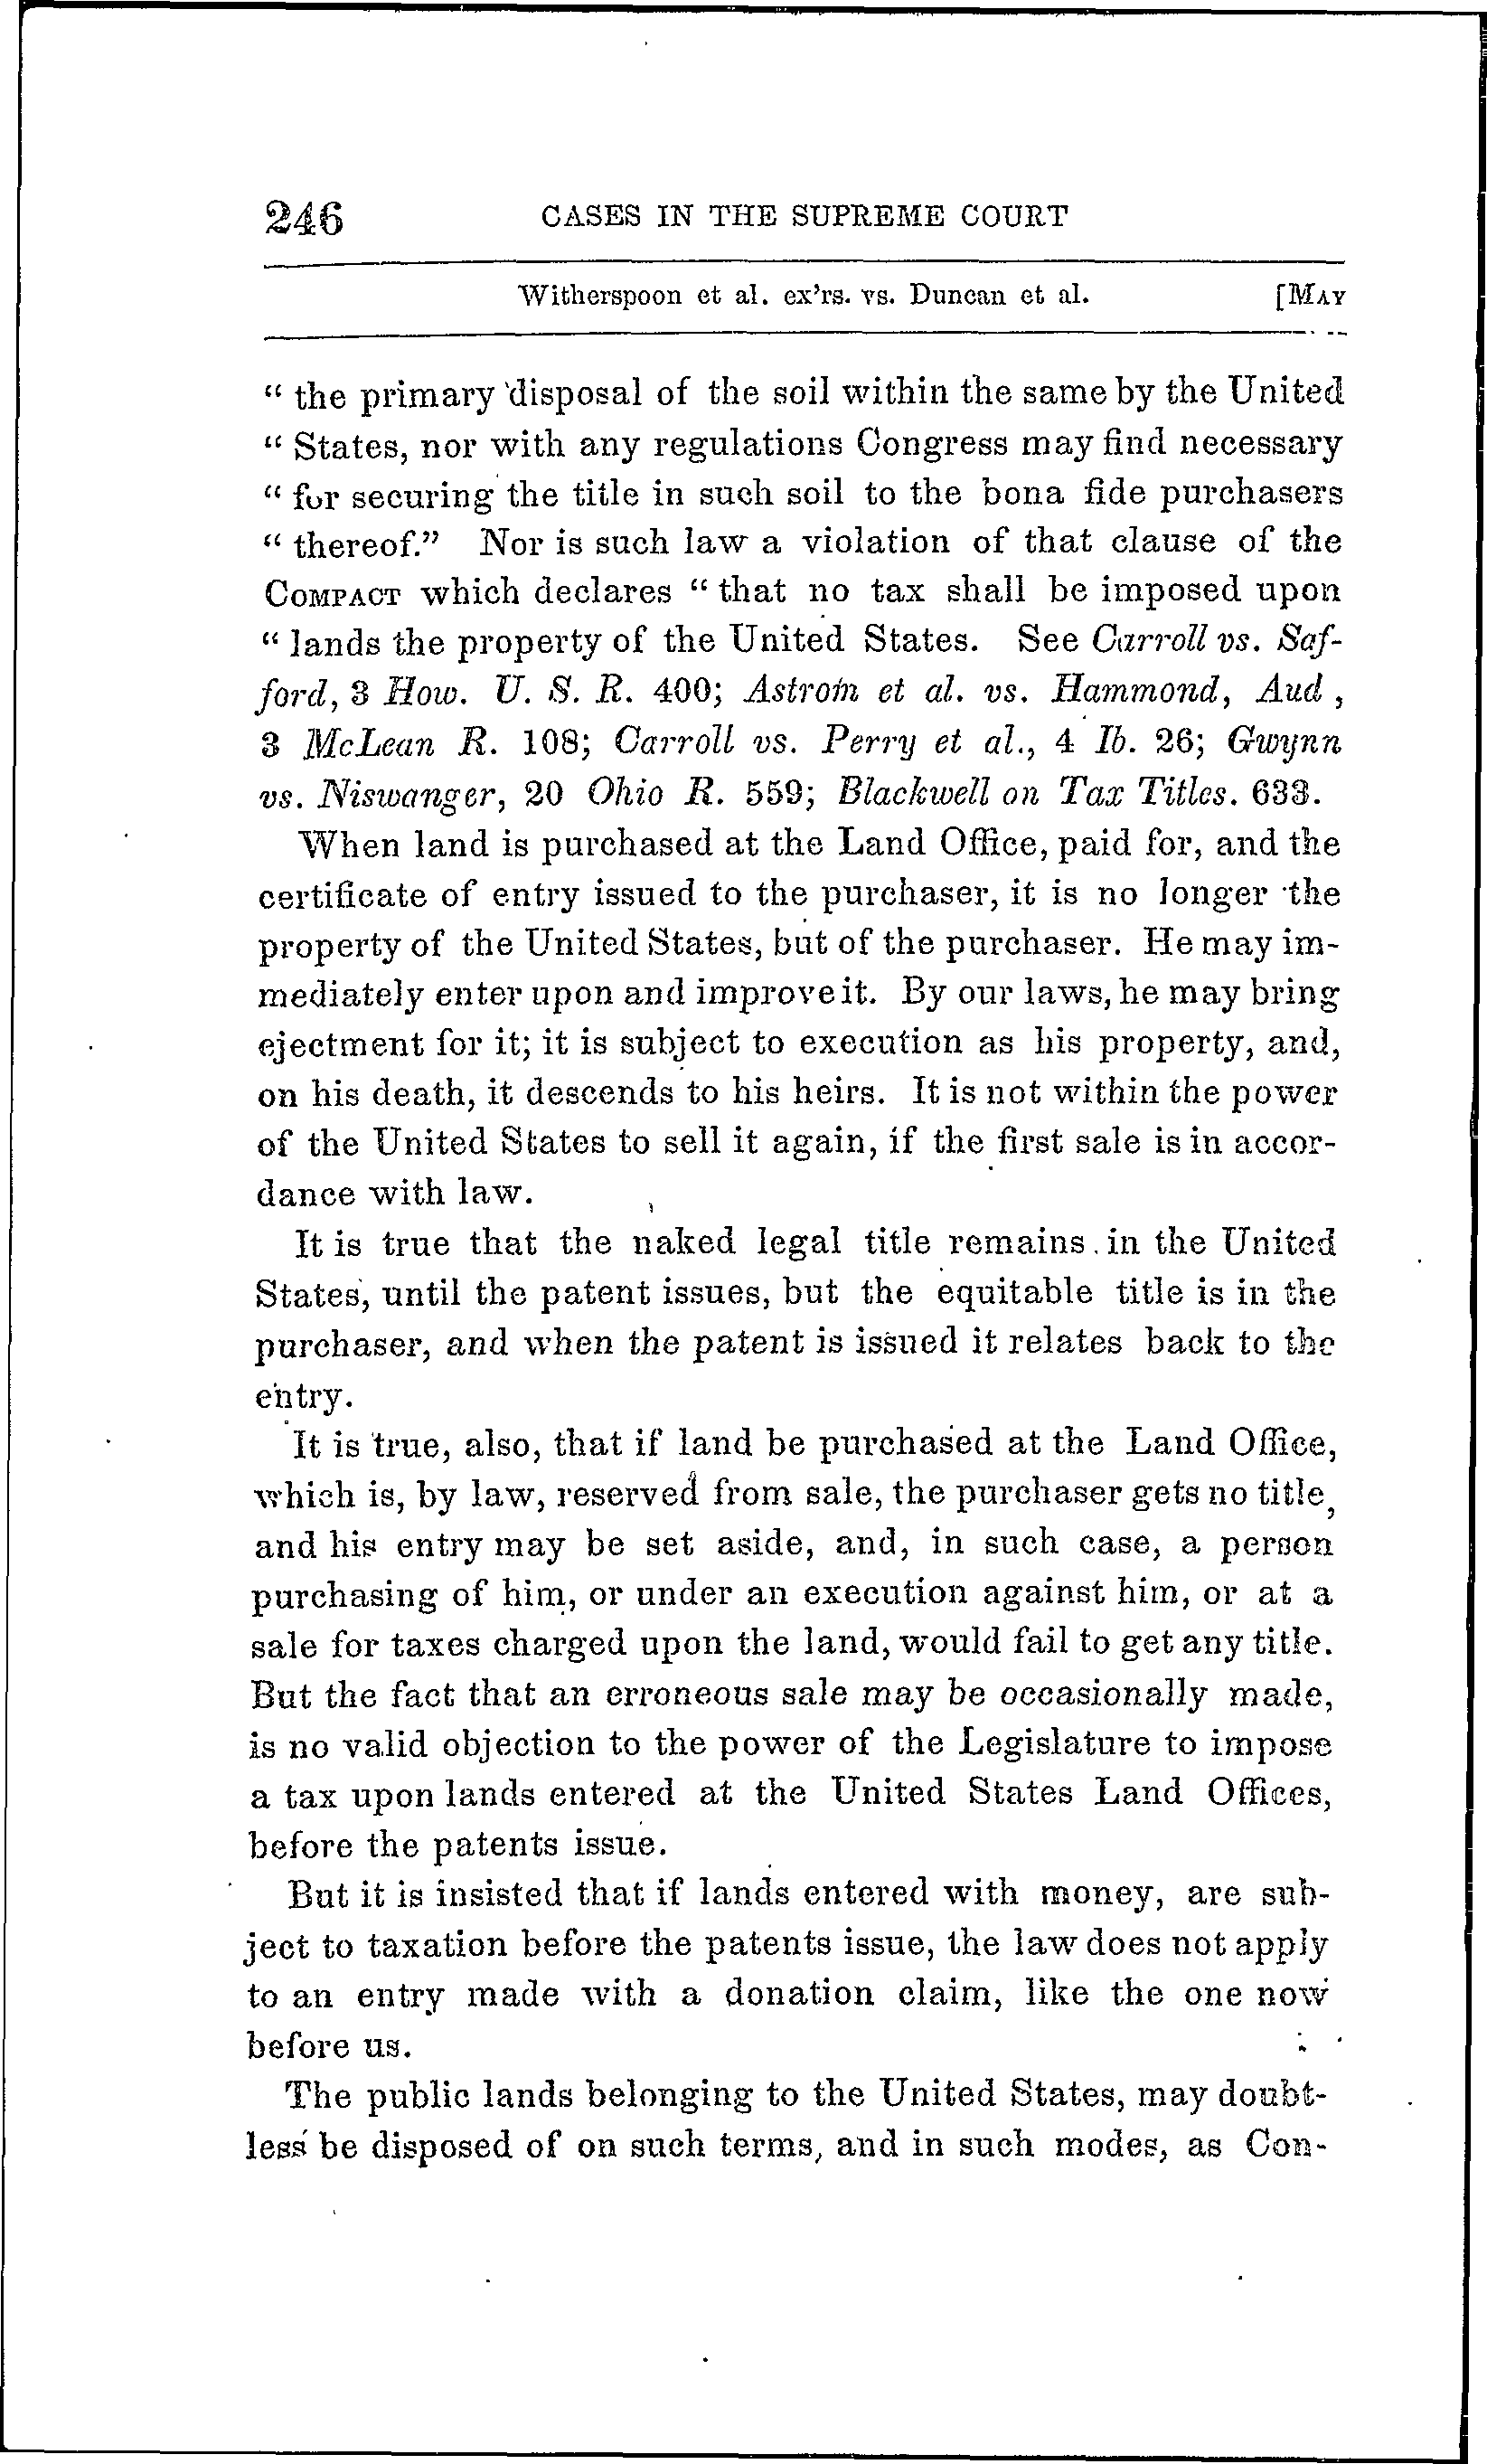 246 CASES IN THE SUPREME COURT
Witherspoon et al. ex'rs. vs. Duncan et al. [MAY
" the primary disposal of the soil within the same by the United
" States, nor with any regulations Congress may find necessary
" for securing the title in such soil to the bona fide purchasers
" thereof." Nor is such law a violation of that clause of the
COMPACT which declares " that no tax shall be imposed upon
" lands the property of the United States. See Carroll vs. Saf-
ford, 3 How. U. S. R. 400; Astrom et al. vs. Hammond, Aud ,
3 McLean R. 108; Carroll vs. Perry et al., 4 Ib. 26; Gwynn
vs. Niswanger, 20 Ohio R. 559; Blackwell on Tax Titles. 633.
When land is purchased at the Land Office, paid for, and the
certificate of entry issued to the purchaser, it is no longer the
property of the United States, but of the purchaser. He may im-
mediately enter upon and improve it. By our laws, he may bring
ejectment for it; it is subject to execution as his property, and,
on his death, it descends to his heirs. It is not within the power
of the United States to sell it again, if the first sale is in accor-
dance with law.
It is true that the naked legal title remains in the United
States, until the patent issues, but the equitable title is in the
purchaser, and when the patent is issued it relates back to the
entry.
It is true, also, that if land be purchased at the Land Office,
which is, by law, reserved from sale, the purchaser gets no title,
and his entry may be set aside, and, in such case, a person
purchasing of him, or under an execution against him, or at a
sale for taxes charged upon the land, would fail to get any title.
But the fact that an erroneous sale may be occasionally made,
is no valid objection to the power of the Legislature to impose
a tax upon lands entered at the United States Land Offices,
before the patents issue.
But it is insisted that if lands entered with money, are sub-
ject to taxation before the patents issue, the law does not apply
to an entry made with a donation claim, like the one now
before us.
The public lands belonging to the United States, may doubt-
less be disposed of on such terms, and in such modes, as Con-